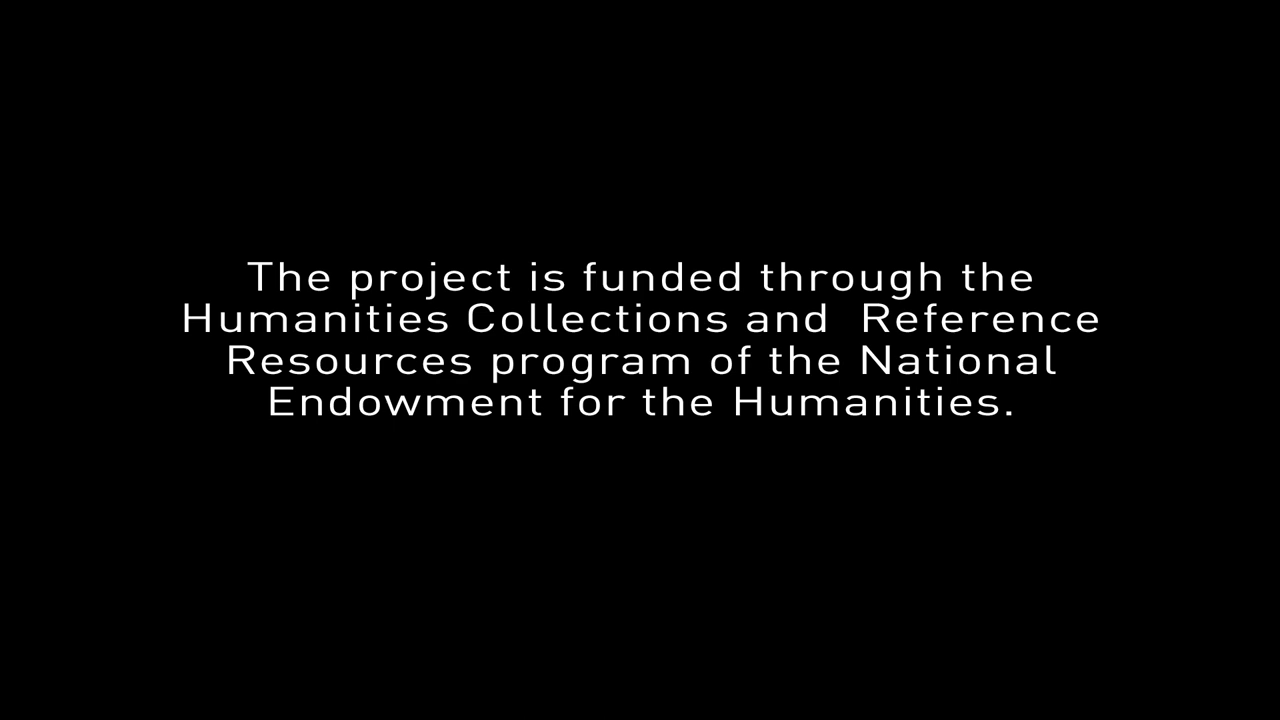 The project is funded through the
Humanities Collections and  Reference
Resources program of the National
Endowment for the Humanities.